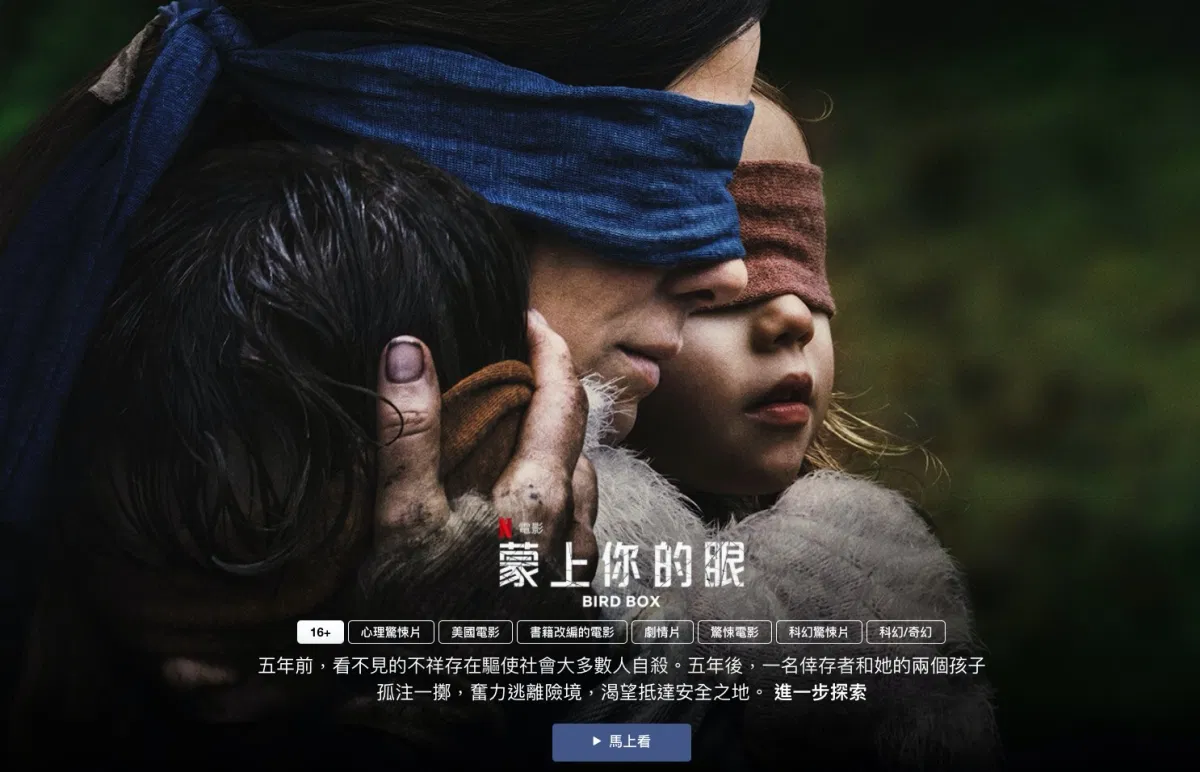 N 電影
蒙上你的眼
BIRD BOX
16+ 心理驚悚片 美國電影 書籍改編的電影 劇情片 驚悚電影 科幻驚悚片 科幻/奇幻
五年前，看不見的不祥存在驅使社會大多數人自殺。五年後，一名倖存者和她的兩個孩子
孤注一擲，奮力逃離險境，渴望抵達安全之地。 進一步探索
馬上看